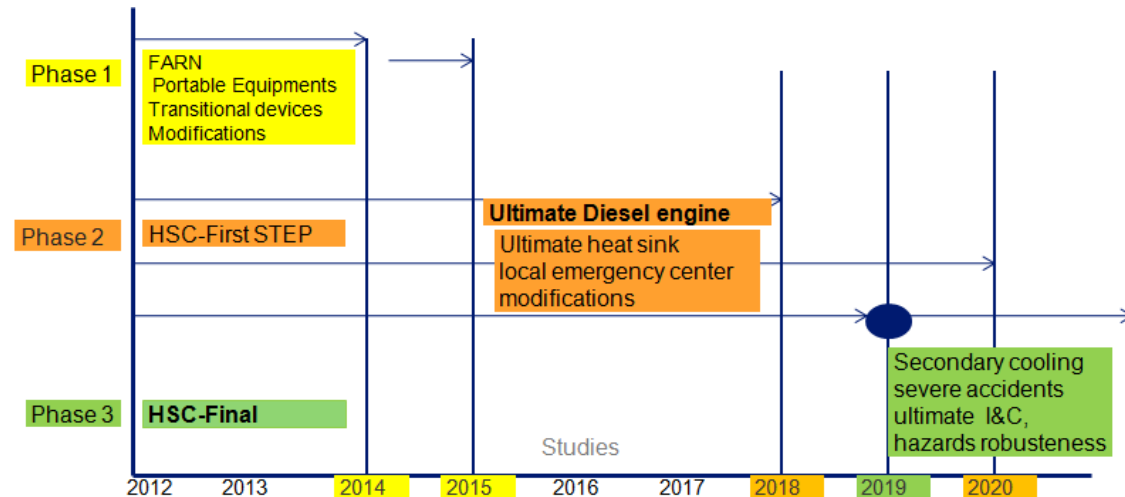 Phase 1
FARN
Portable Equipments
Transitional devices
Modifications
Phase 2
HSC-First STEP
Ultimate Diesel engine
Ultimate heat sink
local emergency center
modifications
Phase 3
HSC-Final
Secondary cooling
severe accidents
ultimate I&C,
hazards robusteness
Studies
2012 2013 2014 2015 2016 2017 2018 2019 2020